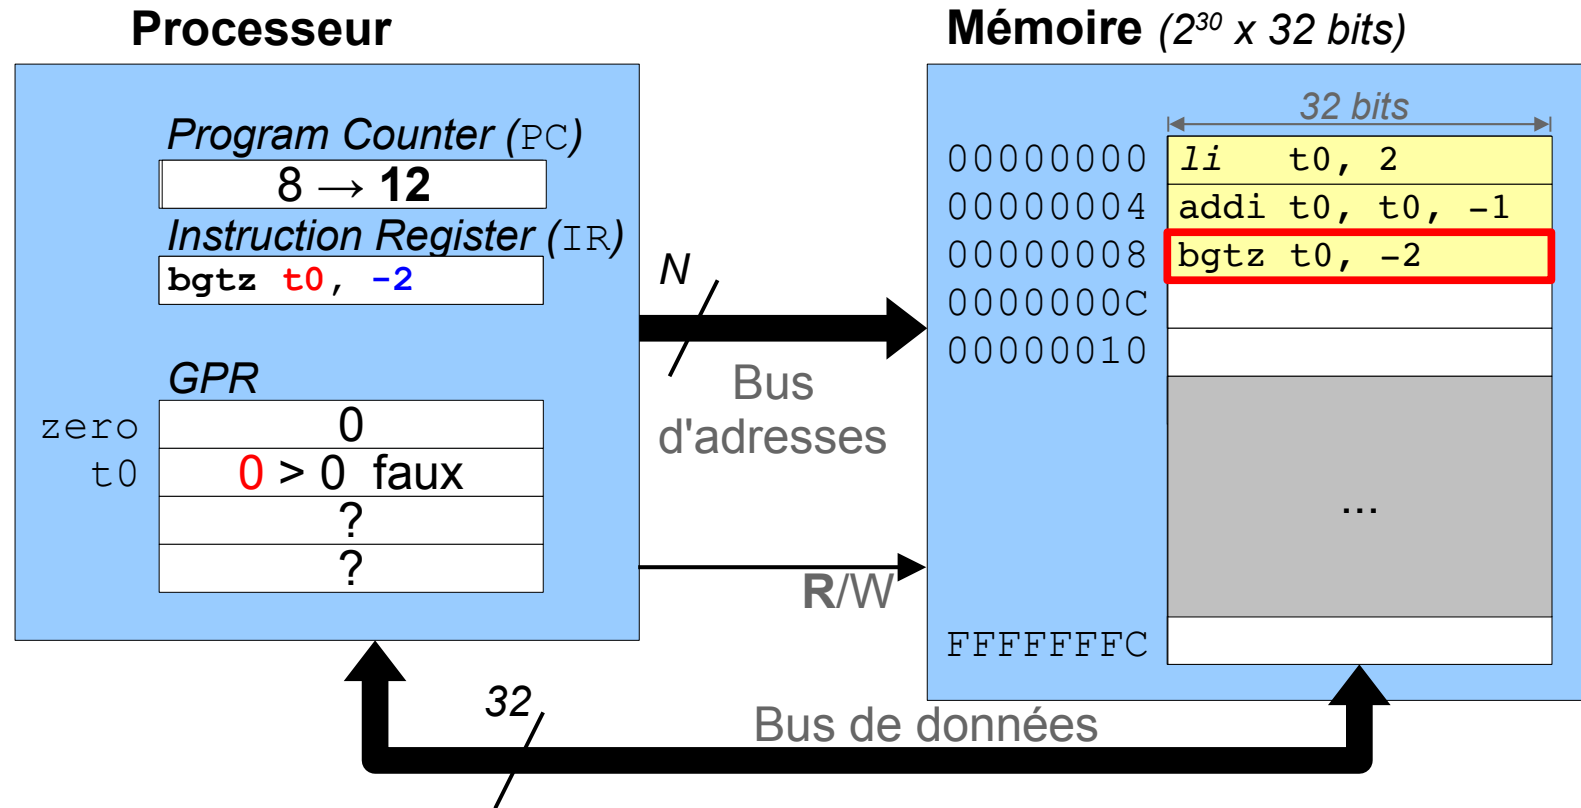 Processeur
Program Counter (PC)
8 → 12
Instruction Register (IR)
bgtz t0, -2
GPR
zero 0
t0 0 > 0 faux
?
?
N
Bus
d'adresses
R/W
32
Bus de données
Mémoire (2³⁰ x 32 bits)
32 bits
00000000 li t0, 2
00000004 addi t0, t0, -1
00000008 bgtz t0, -2
0000000C
00000010
...
FFFFFFFC